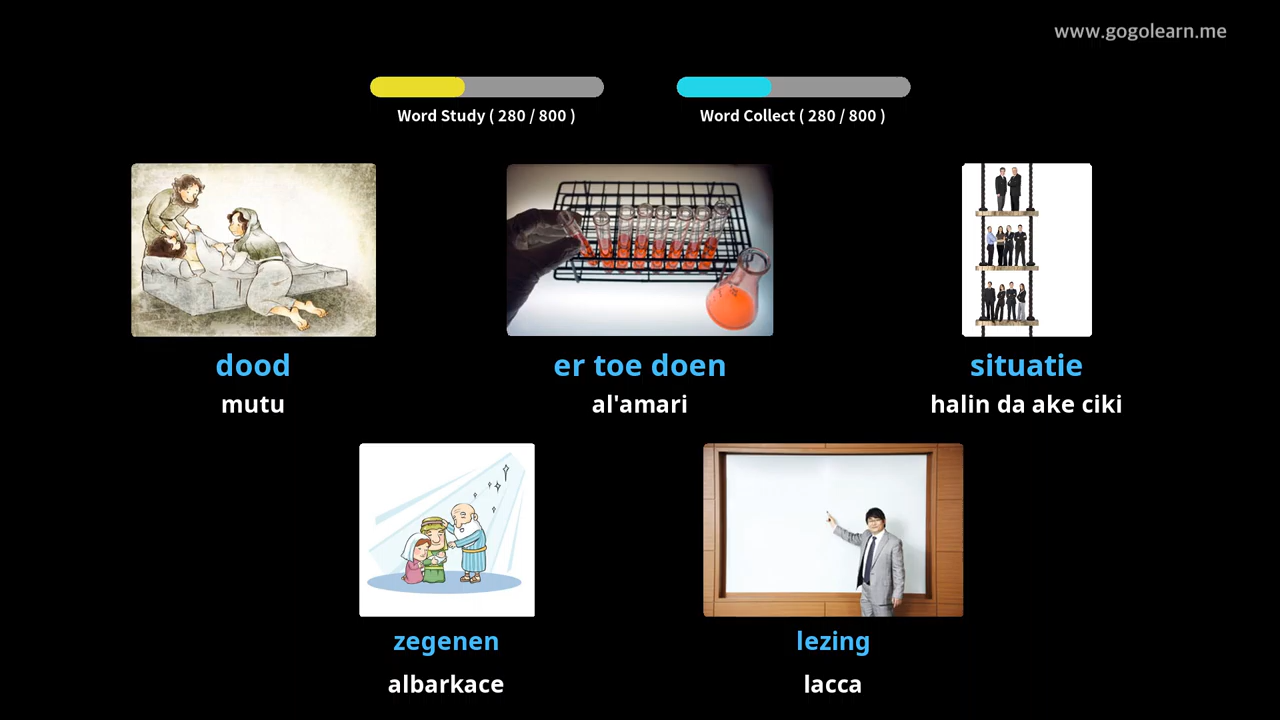 www.gogolearn.me
Word Study ( 280 / 800 )
Word Collect ( 280 / 800 )
dood
mutu
er toe doen
al'amari
situatie
halin da ake ciki
zegenen
albarkace
lezing
lacca